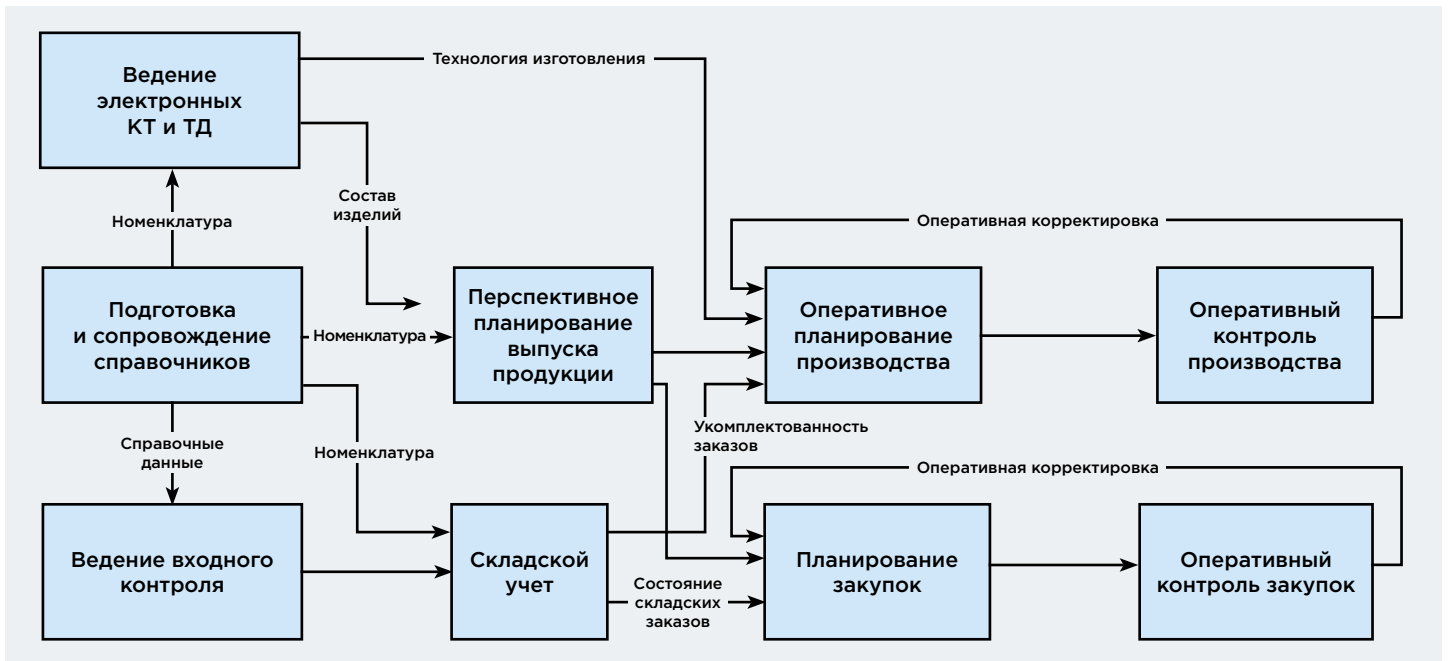 Ведение
электронных
КТ и ТД
Технология изготовления
Состав
изделий
Номенклатура
Оперативная корректировка
Подготовка
и сопровождение
справочников
Номенклатура
Перспективное
планирование
выпуска
продукции
Оперативное
планирование
производства
Оперативный
контроль
производства
Справочные
данные
Номенклатура
Укомплектованность
заказов
Оперативная корректировка
Ведение входного
контроля
Складской
учет
Состояние
складских
заказов
Планирование
закупок
Оперативный
контроль закупок